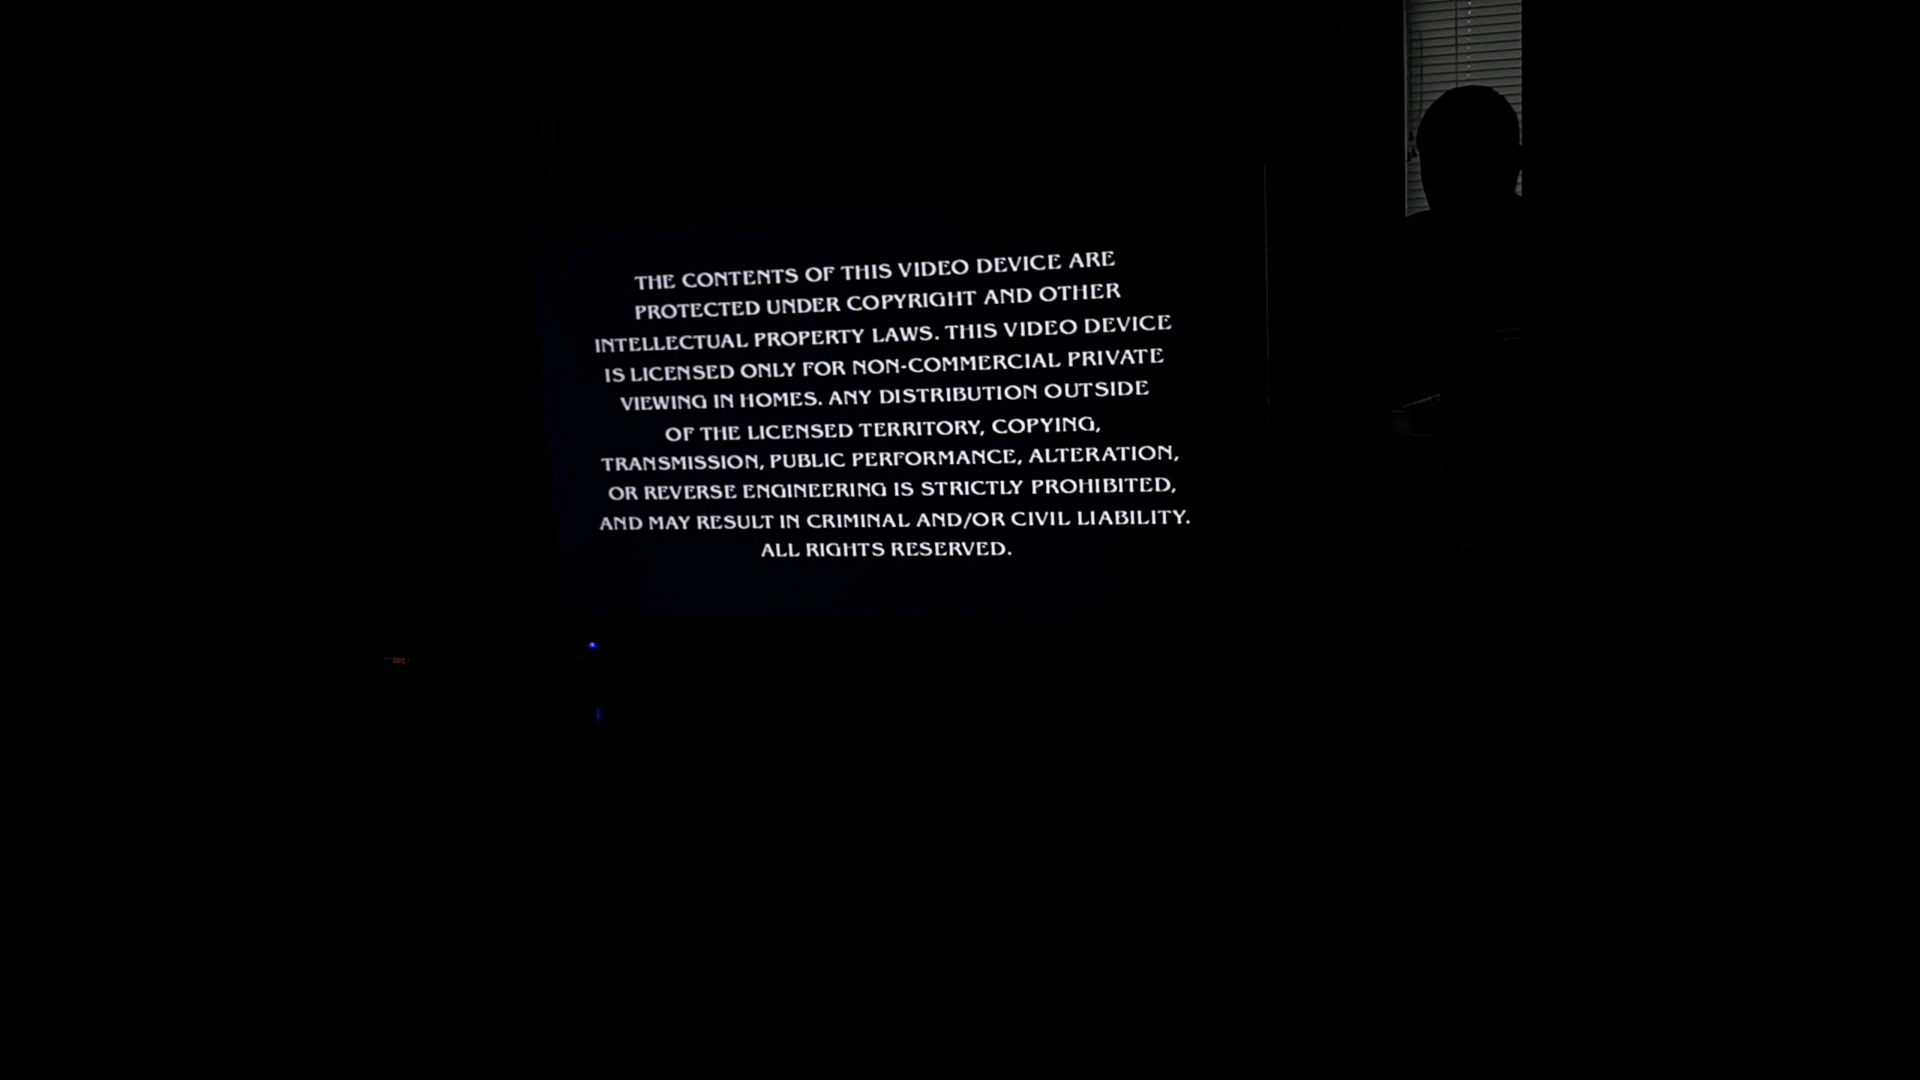 THE CONTENTS OF THIS VIDEO DEVICE ARE
PROTECTED UNDER COPYRIGHT AND OTHER
INTELLECTUAL PROPERTY LAWS. THIS VIDEO DEVICE
IS LICENSED ONLY FOR NON-COMMERCIAL PRIVATE
VIEWING IN HOMES. ANY DISTRIBUTION OUTSIDE
OF THE LICENSED TERRITORY, COPYING,
TRANSMISSION, PUBLIC PERFORMANCE, ALTERATION,
OR REVERSE ENGINEERING IS STRICTLY PROHIBITED,
AND MAY RESULT IN CRIMINAL AND/OR CIVIL LIABILITY.
ALL RIGHTS RESERVED.